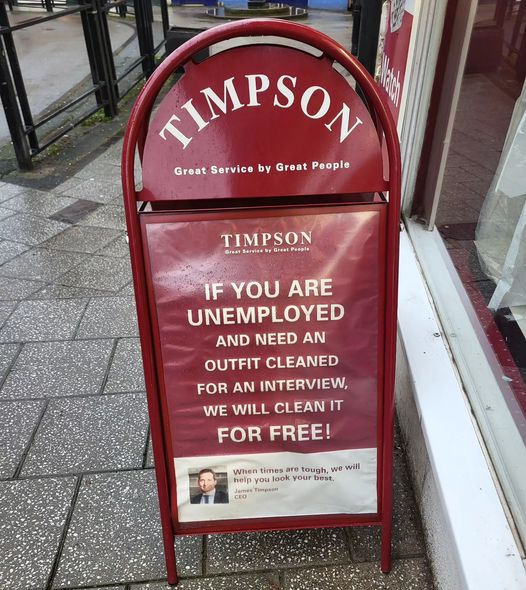 TIMPSON
Great Service by Great People
TIMPSON
Great Service by Great People
IF YOU ARE
UNEMPLOYED
AND NEED AN
OUTFIT CLEANED
FOR AN INTERVIEW,
WE WILL CLEAN IT
FOR FREE!
When times are tough, we will
help you look your best.
James Timpson
CEO
Watch